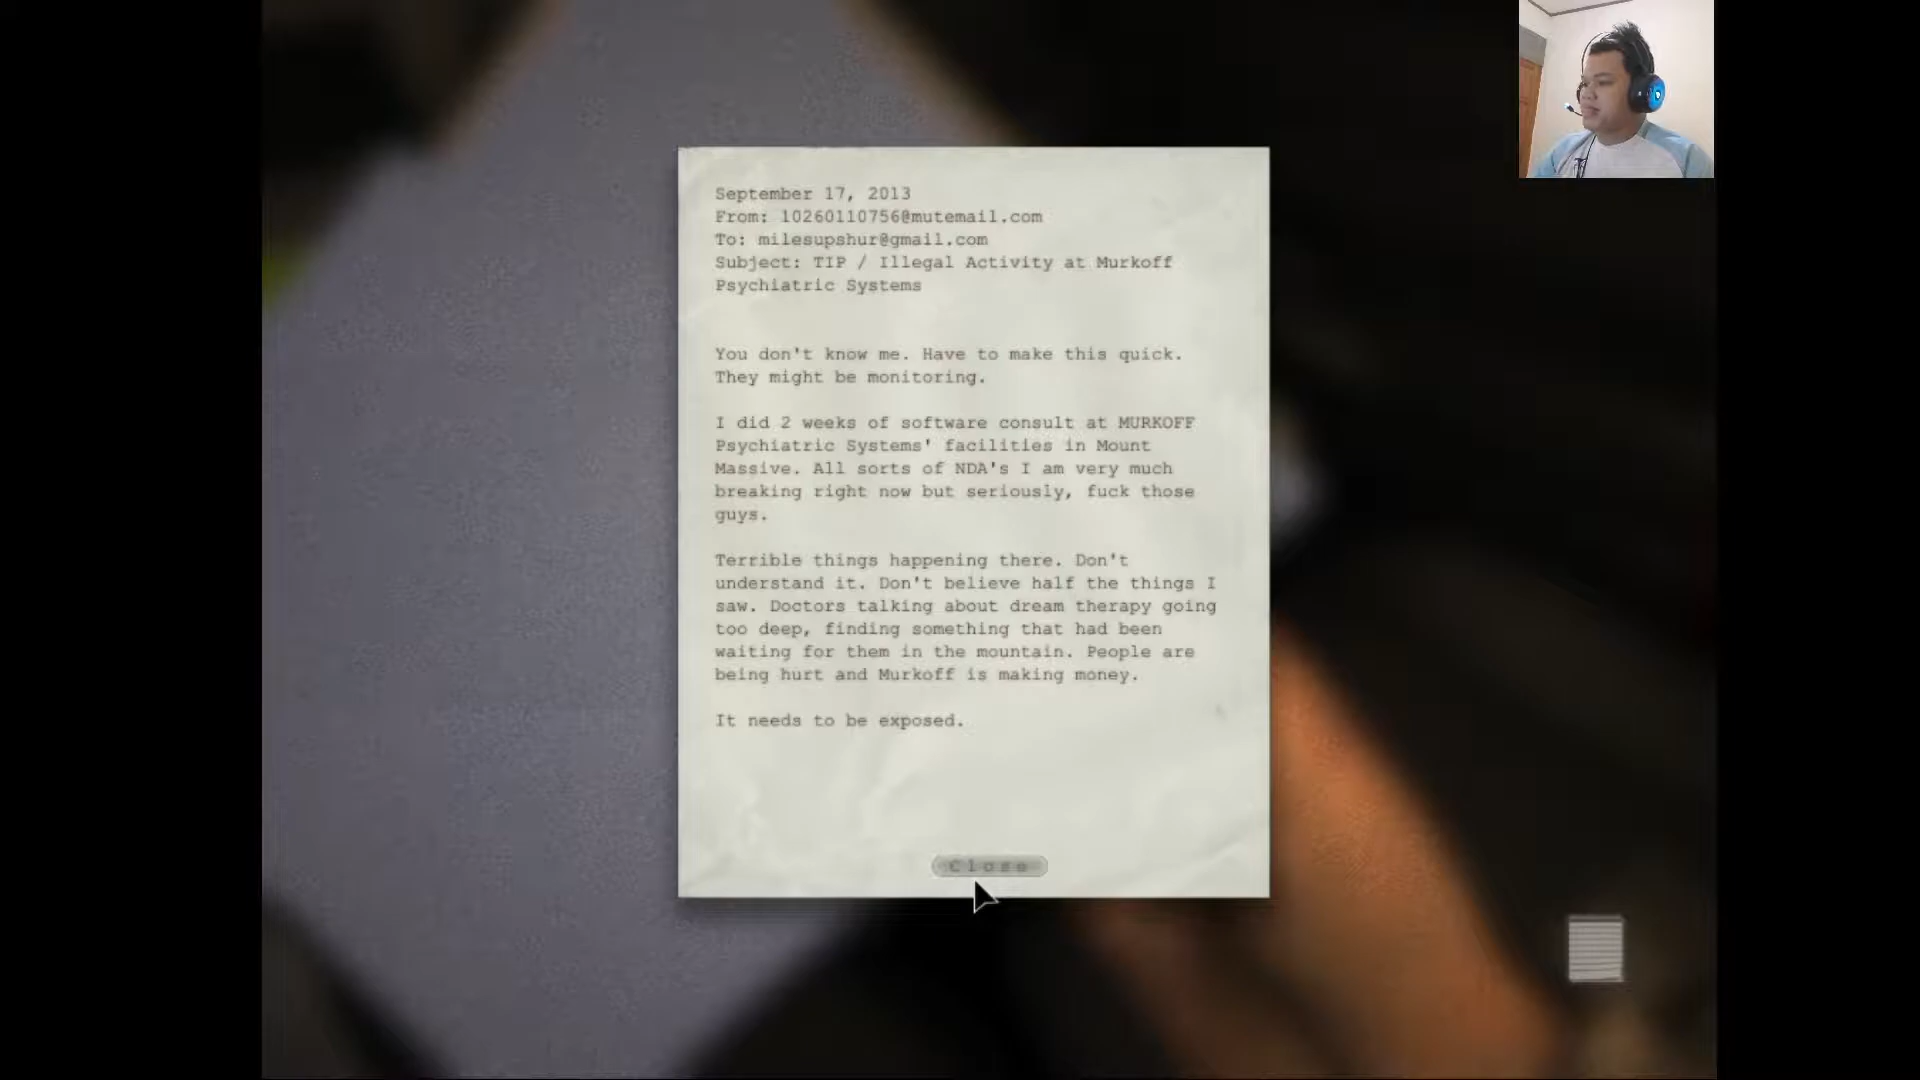 September 17, 2013
From: 10260110756@mutemail.com
To: milesupshur@gmail.com
Subject: TIP / Illegal Activity at Murkoff
Psychiatric Systems
You don't know me. Have to make this quick.
They might be monitoring.
I did 2 weeks of software consult at MURKOFF
Psychiatric Systems' facilities in Mount
Massive. All sorts of NDA's I am very much
breaking right now but seriously, fuck those
guys.
Terrible things happening there. Don't
understand it. Don't believe half the things I
saw. Doctors talking about dream therapy going
too deep, finding something that had been
waiting for them in the mountain. People are
being hurt and Murkoff is making money.
It needs to be exposed.
Close